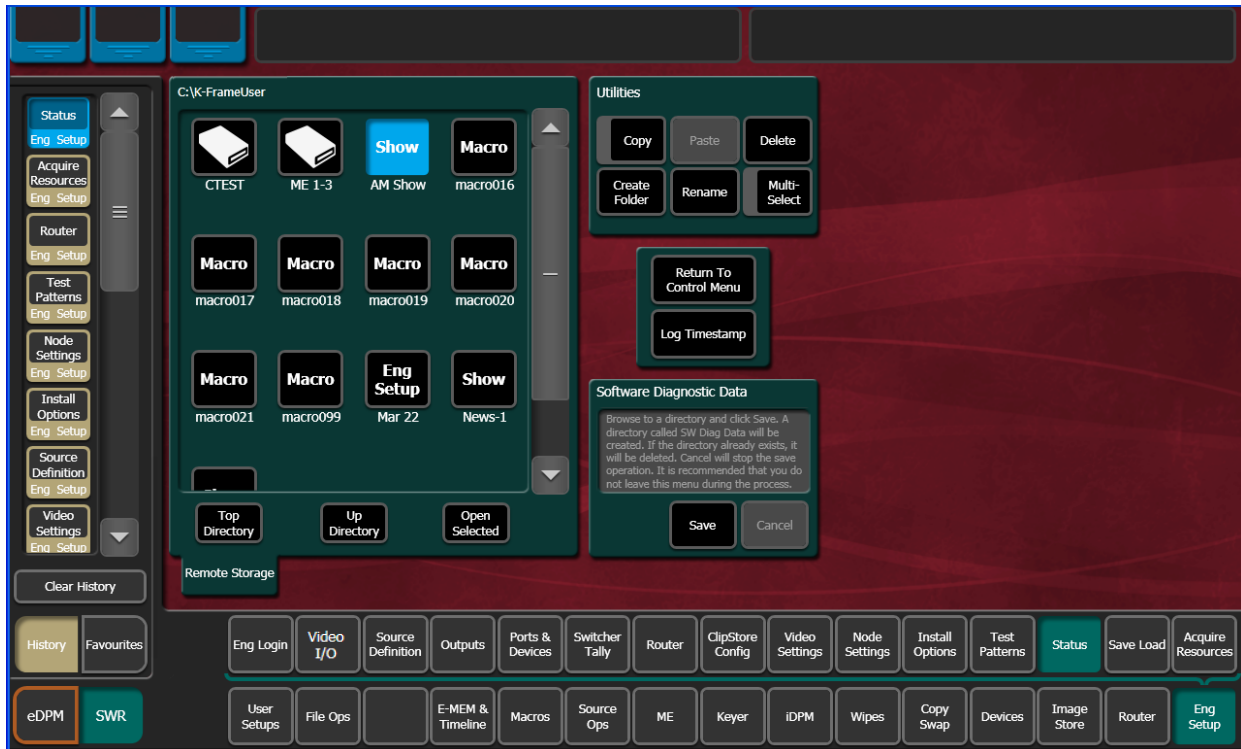 Status
Eng Setup
Acquire
Resources
Eng Setup
Router
Eng Setup
Test
Patterns
Eng Setup
Node
Settings
Eng Setup
Install
Options
Eng Setup
Source
Definition
Eng Setup
Video
Settings
Eng Setup
Clear History
History
Favourites
eDPM
SWR
C:\K-FrameUser
CTEST
ME 1-3
Show
AM Show
Macro
macro016
Macro
macro017
Macro
macro018
Macro
macro019
Macro
macro020
Macro
macro021
Macro
macro099
Eng
Setup
Mar 22
Show
News-1
Top
Directory
Up
Directory
Open
Selected
Remote Storage
Utilities
Copy
Paste
Delete
Create
Folder
Rename
Multi-
Select
Return To
Control Menu
Log Timestamp
Software Diagnostic Data
Browse to a directory and click Save. A
directory called SW Diag Data will be
created. If the directory already exists, it
will be deleted. Cancel will stop the save
operation. It is recommended that you do
not leave this menu during the process.
Save
Cancel
Eng Login
Video
I/O
Source
Definition
Outputs
Ports &
Devices
Switcher
Tally
Router
ClipStore
Config
Video
Settings
Node
Settings
Install
Options
Test
Patterns
Status
Save Load
Acquire
Resources
User
Setups
File Ops
E-MEM &
Timeline
Macros
Source
Ops
ME
Keyer
iDPM
Wipes
Copy
Swap
Devices
Image
Store
Router
Eng
Setup